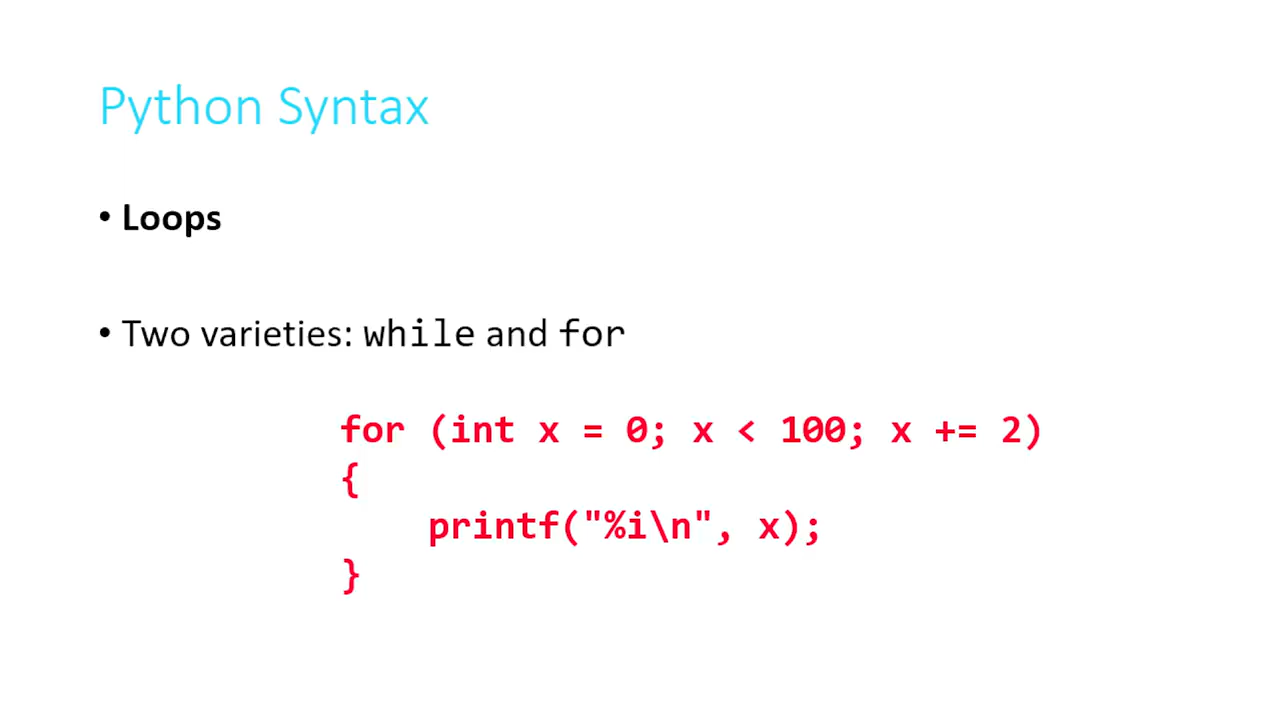 Python Syntax
• Loops
• Two varieties: while and for
for (int x = 0; x < 100; x += 2)
{
    printf("%i\n", x);
}